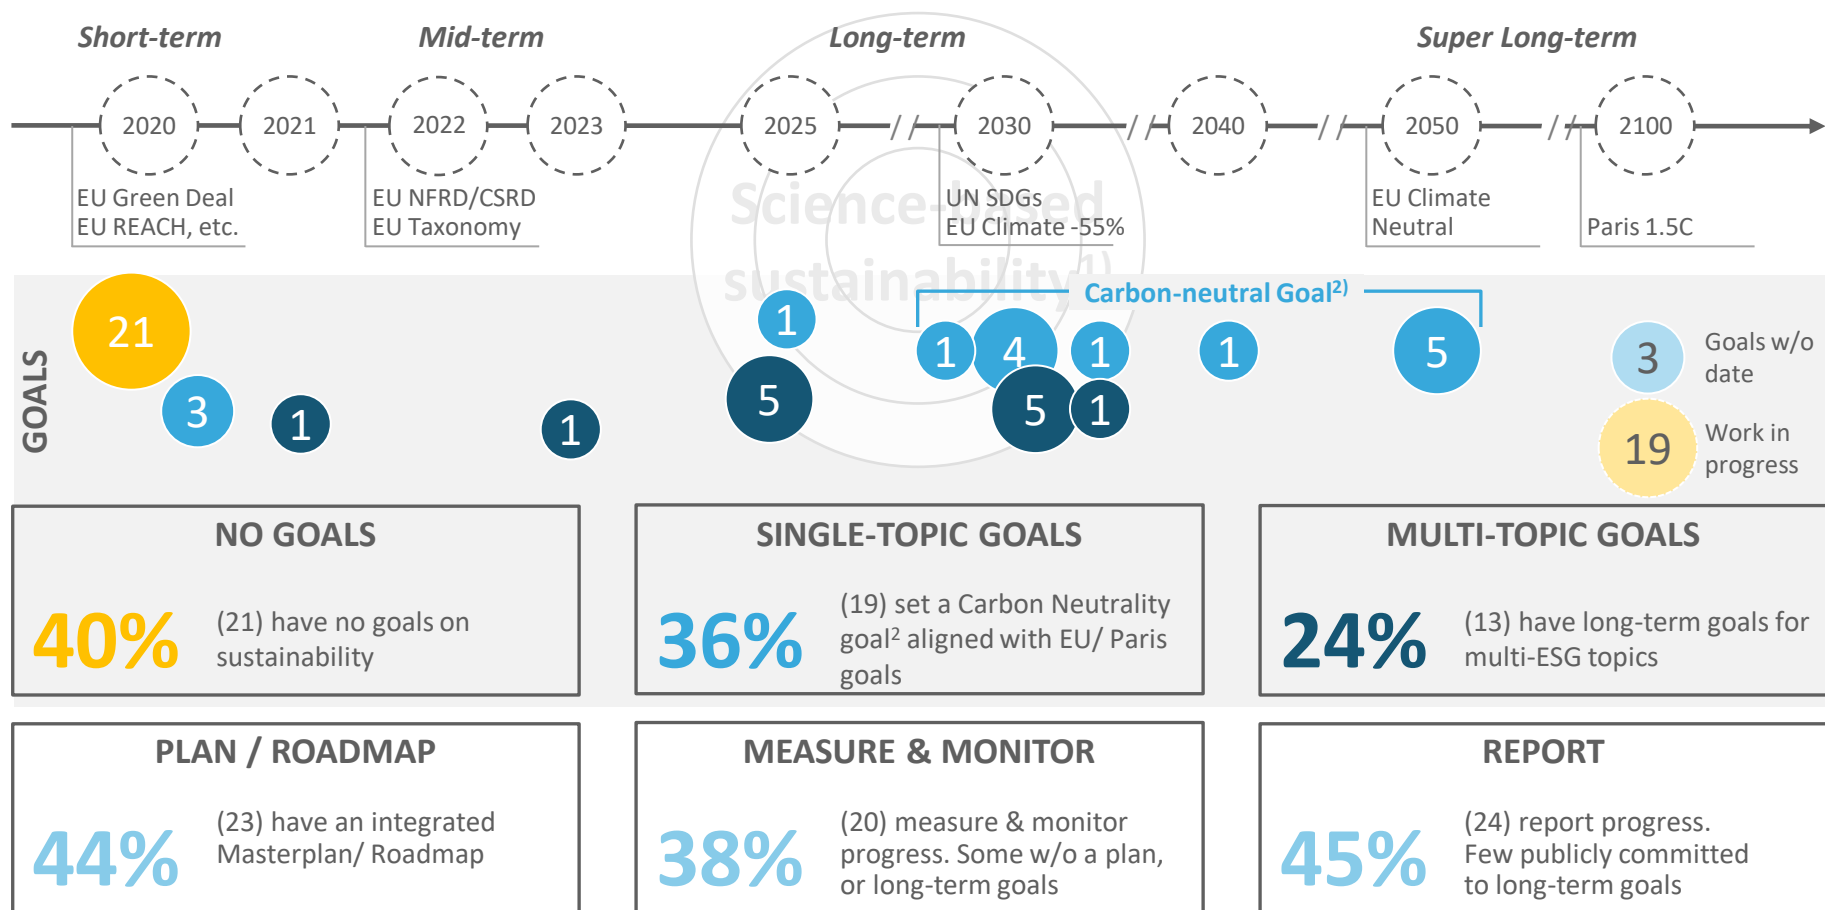 Short-term
Mid-term
Long-term
Super Long-term
2020
2021
2022
2023
2025
2030
2040
2050
2100
EU Green Deal
EU REACH, etc.
EU NFRD/CSRD
EU Taxonomy
UN SDGs
EU Climate -55%
EU Climate
Neutral
Paris 1.5C
Science-based
sustainability1)
GOALS
Carbon-neutral Goal2)
21
3
1
1
1
5
1
4
1
5
1
1
5
3
Goals w/o
date
19
Work in
progress
NO GOALS
40%
(21) have no goals on
sustainability
SINGLE-TOPIC GOALS
36%
(19) set a Carbon Neutrality
goal2 aligned with EU/ Paris
goals
MULTI-TOPIC GOALS
24%
(13) have long-term goals for
multi-ESG topics
PLAN / ROADMAP
44%
(23) have an integrated
Masterplan/ Roadmap
MEASURE & MONITOR
38%
(20) measure & monitor
progress. Some w/o a plan,
or long-term goals
REPORT
45%
(24) report progress.
Few publicly committed
to long-term goals